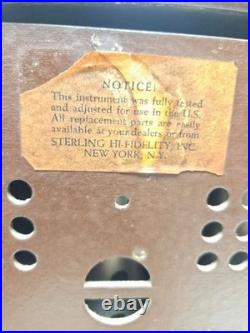 NOTICE!
This instrument was fully tested
and adjusted for use in the U.S.
All replacement parts are easily
available at your dealers or from
STERLING HI-FIDELITY, INC.
NEW YORK, N.Y.